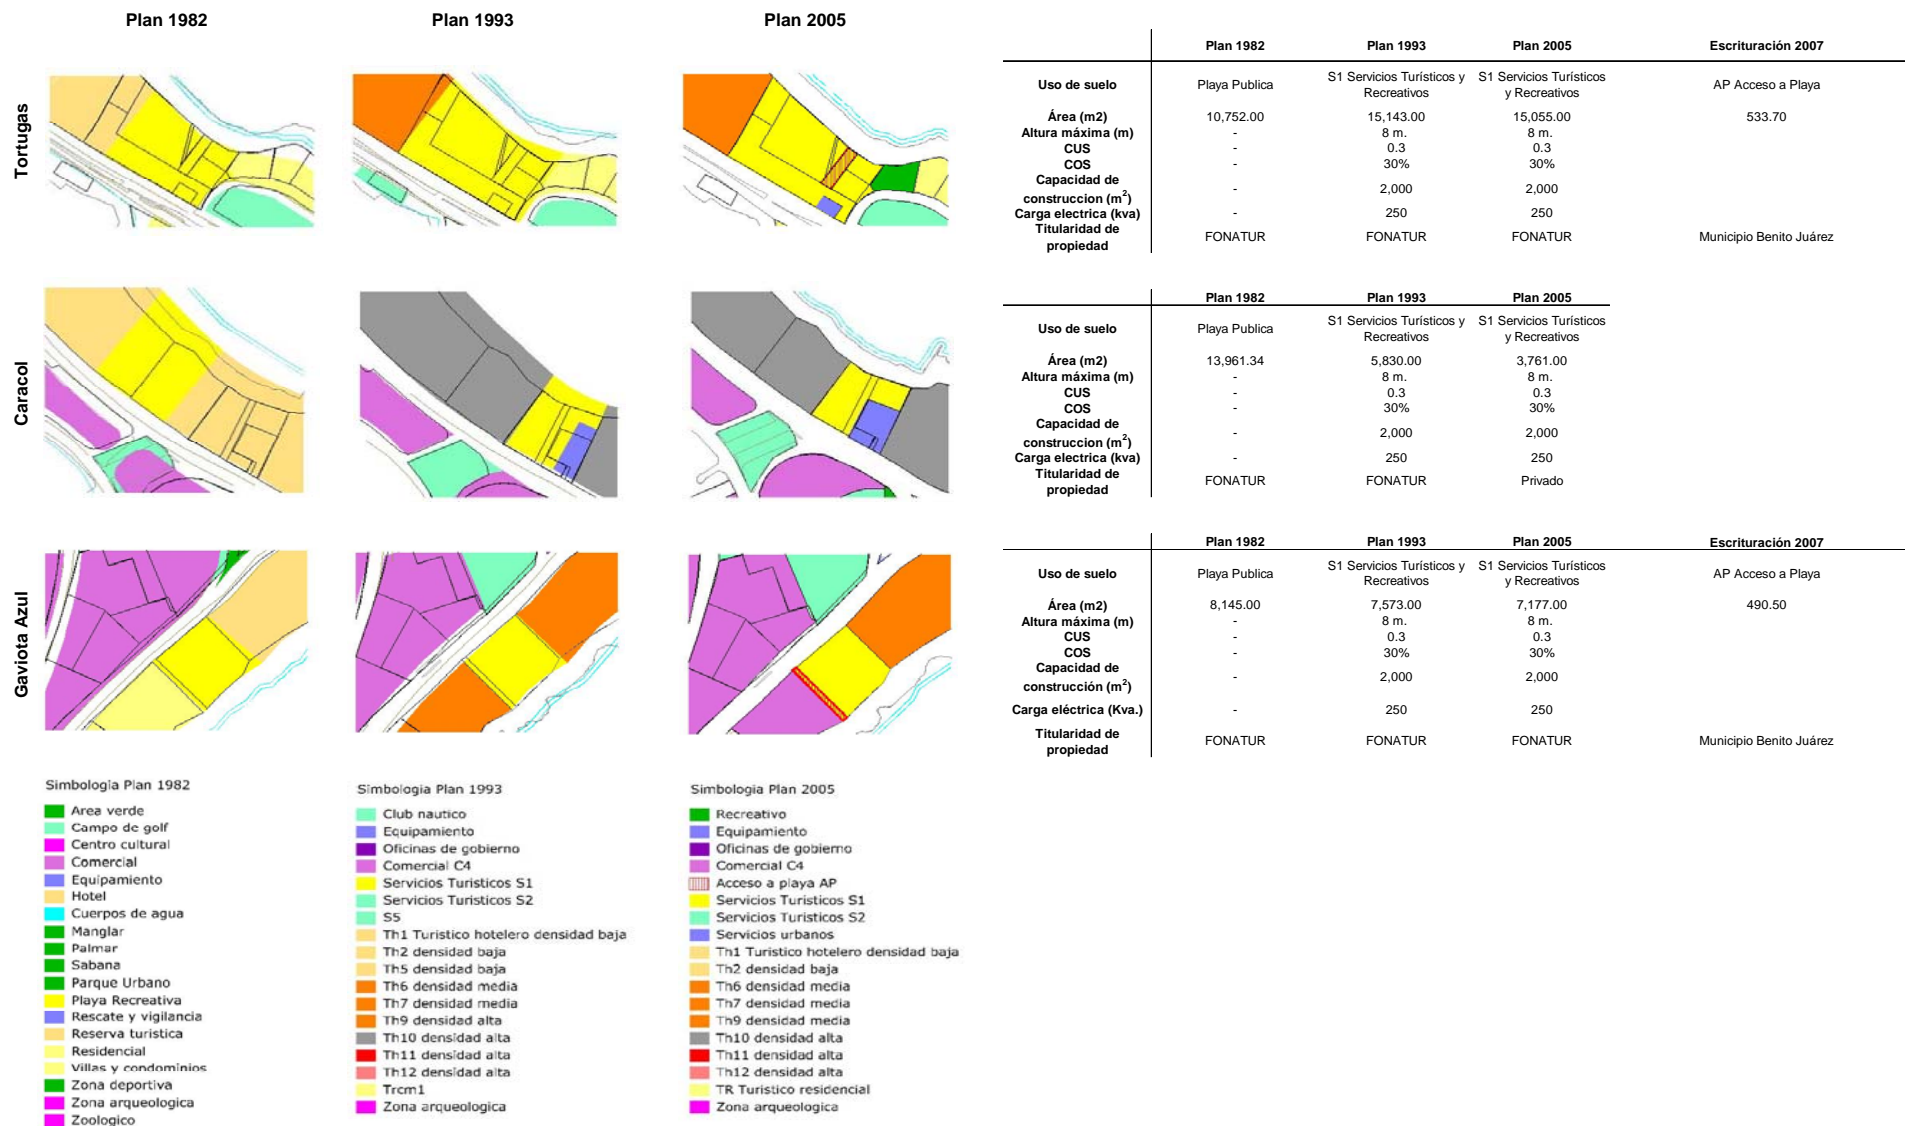 Plan 1982
Plan 1993
Plan 2005
Tortugas
Caracol
Gaviota Azul
Plan 1982 Plan 1993 Plan 2005 Escrituración 2007
Uso de suelo Playa Publica S1 Servicios Turísticos y Recreativos S1 Servicios Turísticos y Recreativos AP Acceso a Playa
Área (m2) 10,752.00 15,143.00 15,055.00 533.70
Altura máxima (m) - 8 m. 8 m.
CUS - 0.3 0.3
COS - 30% 30%
Capacidad de construccion (m2) - 2,000 2,000
Carga electrica (kva) - 250 250
Titularidad de propiedad FONATUR FONATUR FONATUR Municipio Benito Juárez
Plan 1982 Plan 1993 Plan 2005
Uso de suelo Playa Publica S1 Servicios Turísticos y Recreativos S1 Servicios Turísticos y Recreativos
Área (m2) 13,961.34 5,830.00 3,761.00
Altura máxima (m) - 8 m. 8 m.
CUS - 0.3 0.3
COS - 30% 30%
Capacidad de construccion (m2) - 2,000 2,000
Carga electrica (kva) - 250 250
Titularidad de propiedad FONATUR FONATUR Privado
Plan 1982 Plan 1993 Plan 2005 Escrituración 2007
Uso de suelo Playa Publica S1 Servicios Turísticos y Recreativos S1 Servicios Turísticos y Recreativos AP Acceso a Playa
Área (m2) 8,145.00 7,573.00 7,177.00 490.50
Altura máxima (m) - 8 m. 8 m.
CUS - 0.3 0.3
COS - 30% 30%
Capacidad de construcción (m2) - 2,000 2,000
Carga eléctrica (Kva.) - 250 250
Titularidad de propiedad FONATUR FONATUR FONATUR Municipio Benito Juárez
Simbología Plan 1982
Area verde
Campo de golf
Centro cultural
Comercial
Equipamiento
Hotel
Cuerpos de agua
Manglar
Palmar
Sabana
Parque Urbano
Playa Recreativa
Rescate y vigilancia
Reserva turistica
Residencial
Villas y condominios
Zona deportiva
Zona arqueologica
Zoologico
Simbologia Plan 1993
Club nautico
Equipamiento
Oficinas de gobierno
Comercial C4
Servicios Turisticos S1
Servicios Turisticos S2
S5
Th1 Turistico hotelero densidad baja
Th2 densidad baja
Th5 densidad baja
Th6 densidad media
Th7 densidad media
Th9 densidad alta
Th10 densidad alta
Th11 densidad alta
Th12 densidad alta
Trcm1
Zona arqueologica
Simbologia Plan 2005
Recreativo
Equipamiento
Oficinas de gobierno
Comercial C4
Acceso a playa AP
Servicios Turisticos S1
Servicios Turisticos S2
Servicios urbanos
Th1 Turistico hotelero densidad baja
Th2 densidad baja
Th6 densidad media
Th7 densidad media
Th9 densidad media
Th10 densidad alta
Th11 densidad alta
Th12 densidad alta
TR Turistico residencial
Zona arqueologica